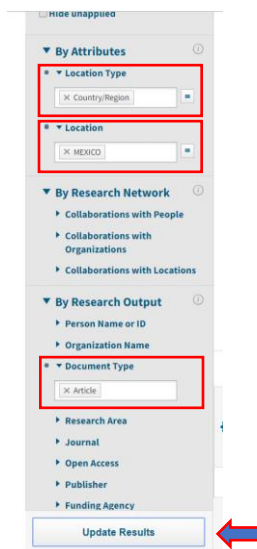 Hide unapplied
▼ By Attributes
▼ Location Type
× Country/Region
=
▼ Location
× MEXICO
=
▼ By Research Network
Collaborations with People
Collaborations with
Organizations
Collaborations with Locations
▼ By Research Output
Person Name or ID
Organization Name
▼ Document Type
× Article
Research Area
Journal
Open Access
Publisher
Funding Agency
Update Results